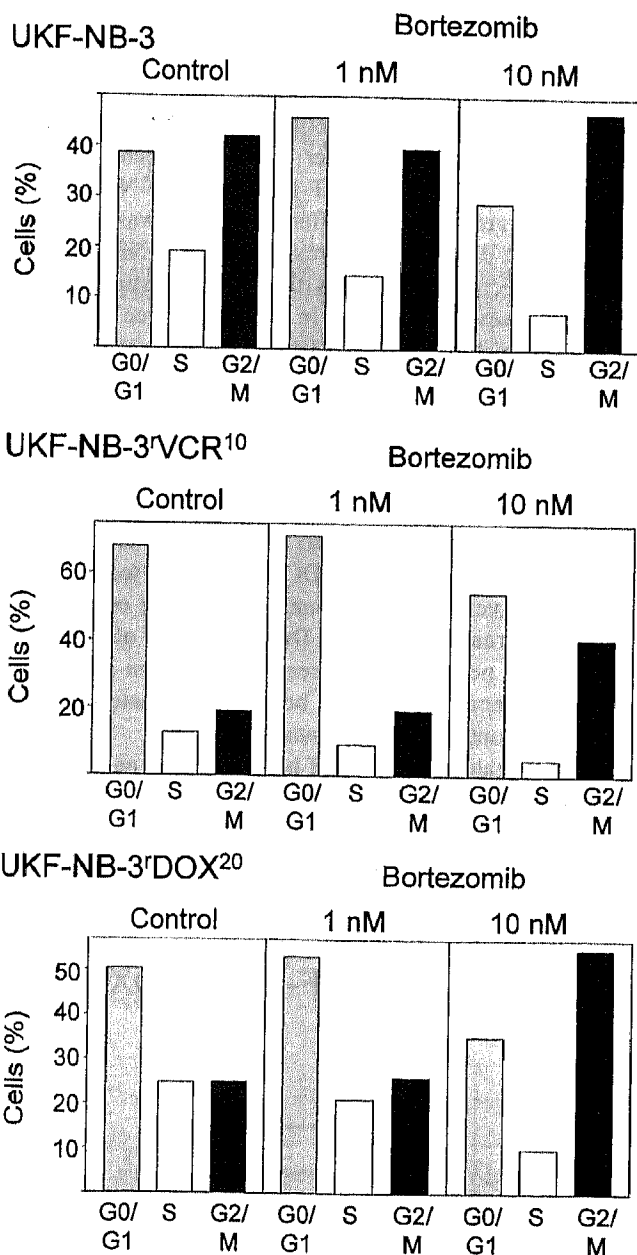 UKF-NB-3
Bortezomib
Control
1 nM
10 nM
Cells (%)
40
30
20
10
G0/ S G2/ G0/ S G2/ G0/ S G2/
G1 M G1 M G1 M
UKF-NB-3ʳVCR¹⁰
Bortezomib
Control
1 nM
10 nM
Cells (%)
60
40
20
G0/ S G2/ G0/ S G2/ G0/ S G2/
G1 M G1 M G1 M
UKF-NB-3ʳDOX²⁰
Bortezomib
Control
1 nM
10 nM
Cells (%)
50
40
30
20
10
G0/ S G2/ G0/ S G2/ G0/ S G2/
G1 M G1 M G1 M